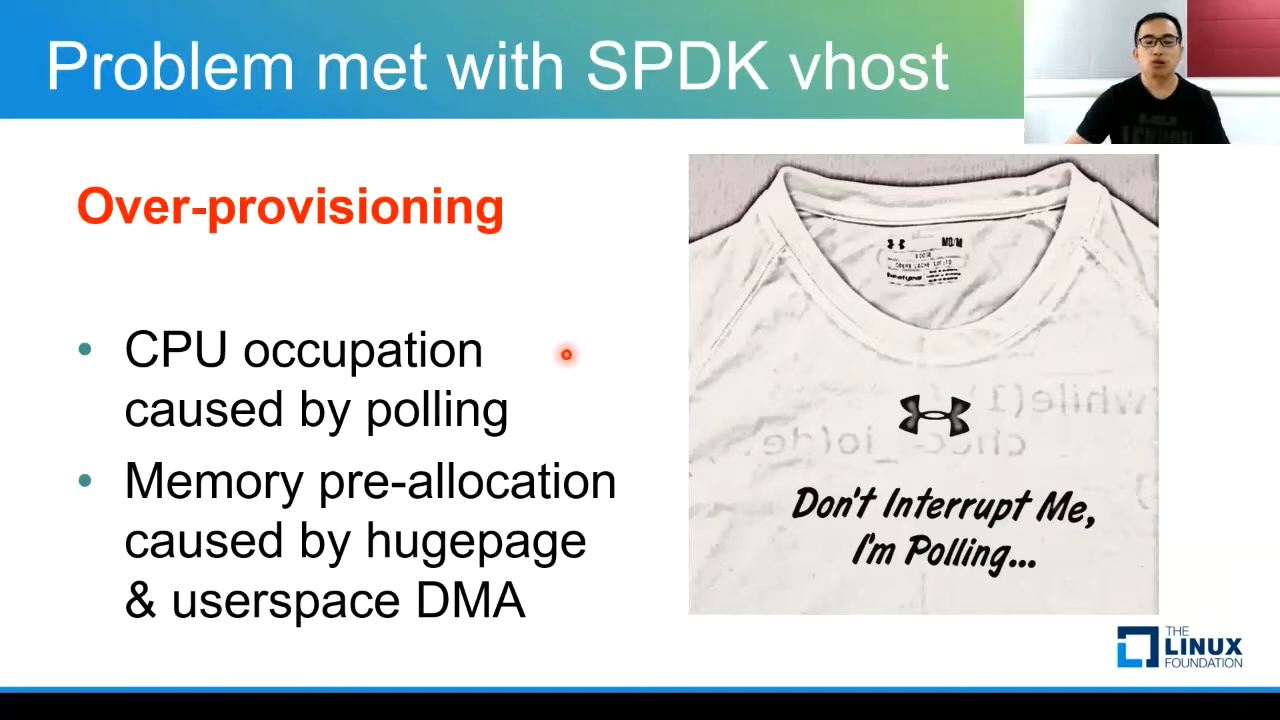 Problem met with SPDK vhost
Over-provisioning
• CPU occupation
caused by polling
• Memory pre-allocation
caused by hugepage
& userspace DMA
MD/M
Don't Interrupt Me,
I'm Polling...
THE
LINUX
FOUNDATION